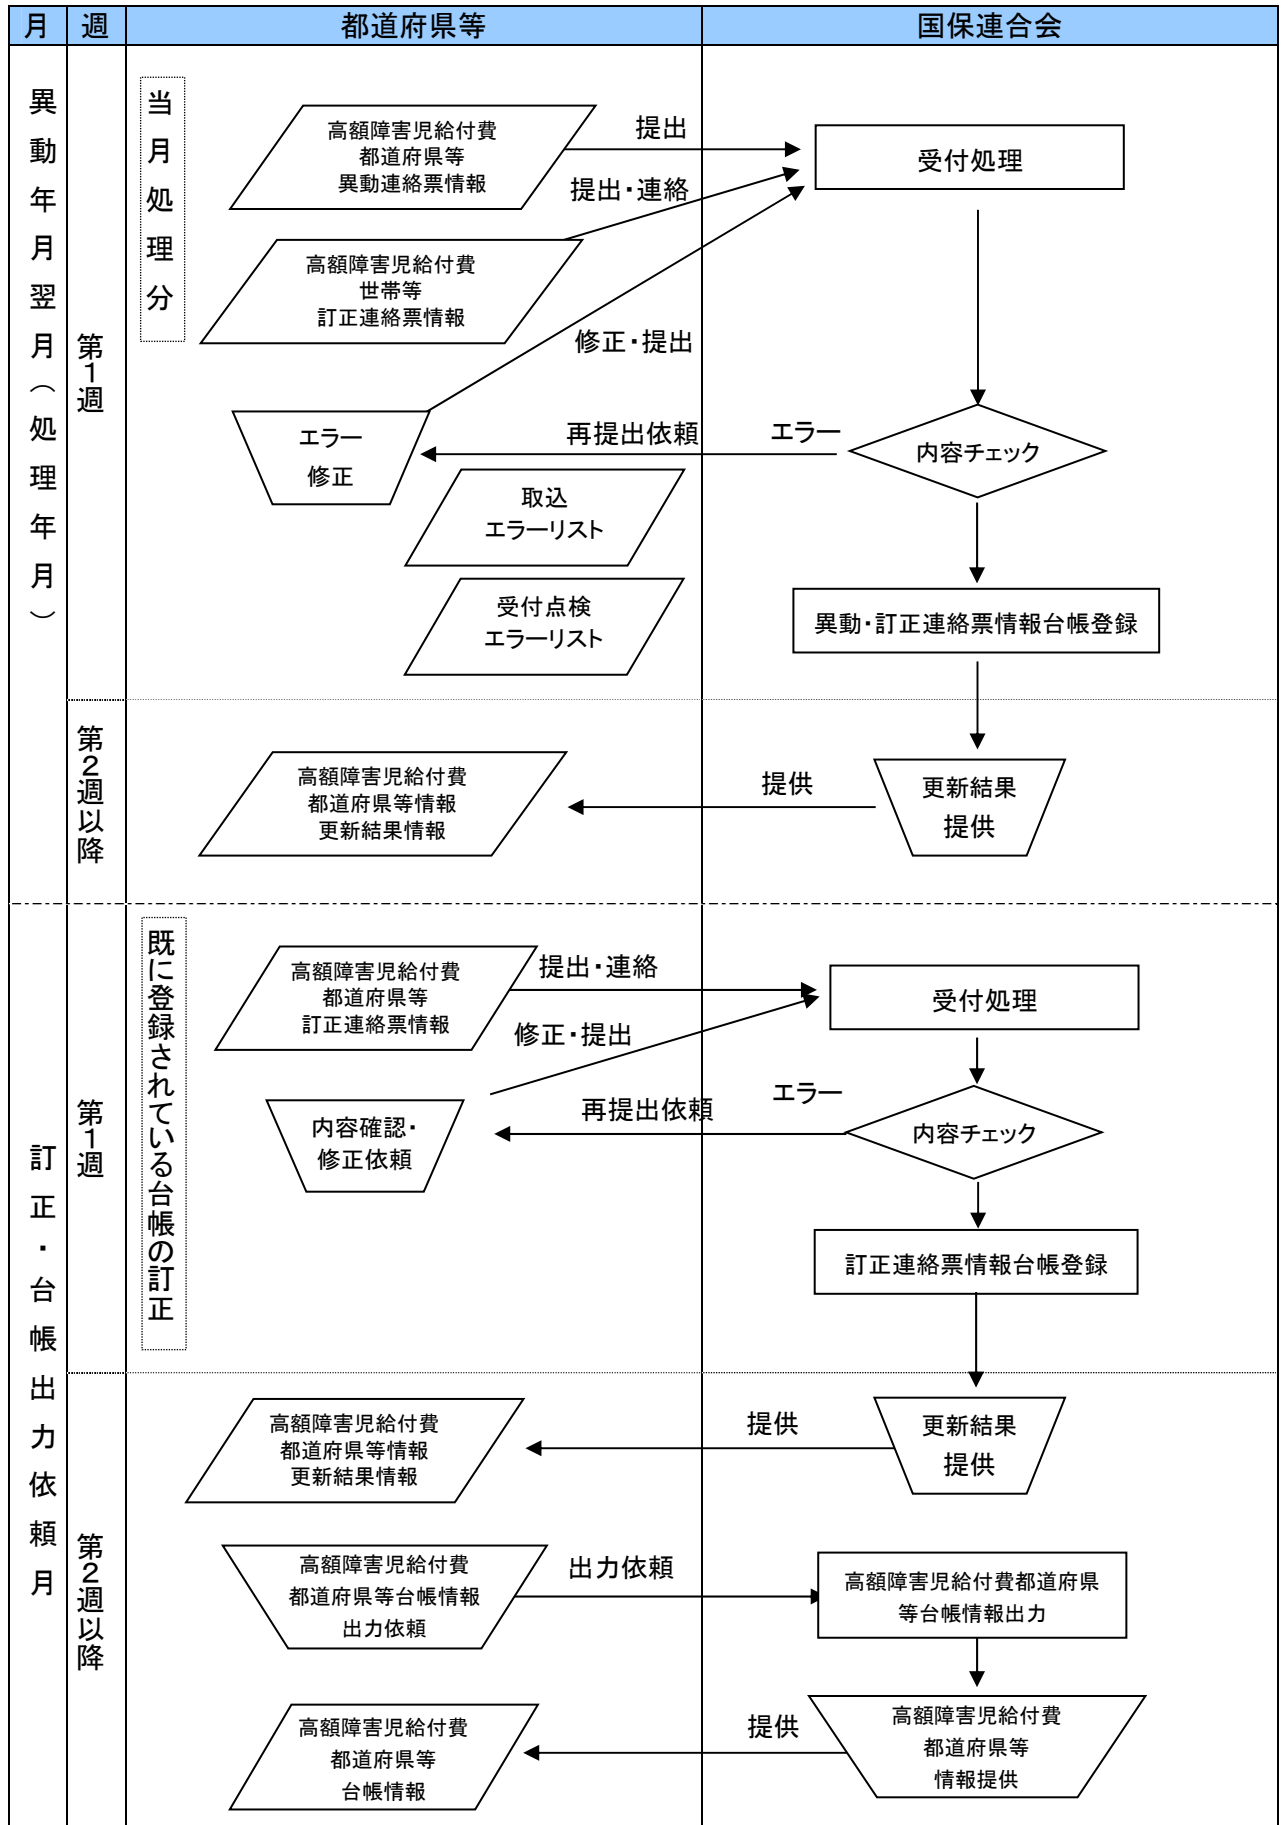 月
週
都道府県等
国保連合会
異動年月翌月（処理年月）
第1週
当月処理分
高額障害児給付費
都道府県等
異動連絡票情報
提出
受付処理
提出・連絡
高額障害児給付費
世帯等
訂正連絡票情報
修正・提出
エラー
修正
再提出依頼
エラー
内容チェック
取込
エラーリスト
受付点検
エラーリスト
異動・訂正連絡票情報台帳登録
第2週以降
高額障害児給付費
都道府県等情報
更新結果情報
提供
更新結果
提供
訂正・台帳出力依頼月
第1週
既に登録されている台帳の訂正
高額障害児給付費
都道府県等
訂正連絡票情報
提出・連絡
受付処理
修正・提出
内容確認・
修正依頼
再提出依頼
エラー
内容チェック
訂正連絡票情報台帳登録
第2週以降
高額障害児給付費
都道府県等情報
更新結果情報
提供
更新結果
提供
高額障害児給付費
都道府県等台帳情報
出力依頼
出力依頼
高額障害児給付費都道府県
等台帳情報出力
高額障害児給付費
都道府県等
台帳情報
提供
高額障害児給付費
都道府県等
情報提供